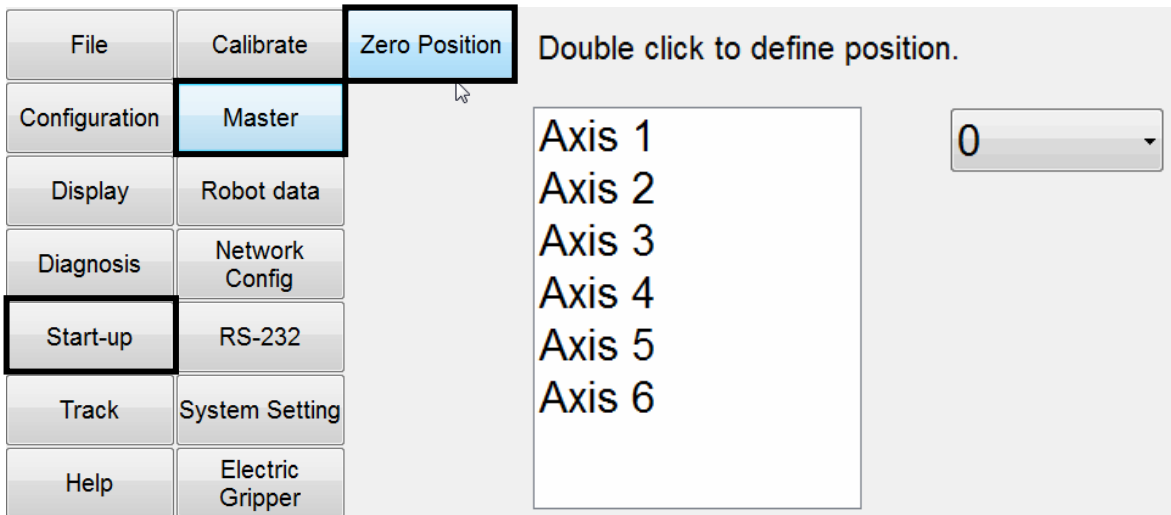 File
Calibrate
Zero Position
Double click to define position.
Configuration
Master
Axis 1
0
Axis 2
Display
Robot data
Axis 3
Diagnosis
Network
Config
Axis 4
Start-up
RS-232
Axis 5
Track
System Setting
Axis 6
Help
Electric
Gripper